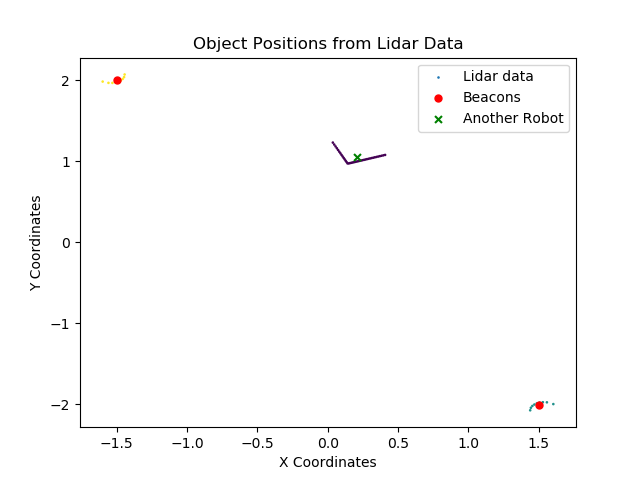 Object Positions from Lidar Data
Lidar data
Beacons
Another Robot
Y Coordinates
2
1
0
−1
−2
−1.5
−1.0
−0.5
0.0
0.5
1.0
1.5
X Coordinates